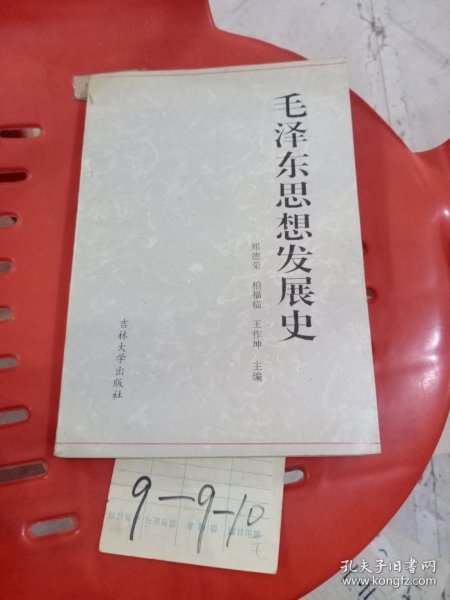 毛泽东思想发展史
郑德荣 柏福临 王作坤 主编
吉林大学出版社
9-9-10
孔夫子旧书网
www.kongfz.com